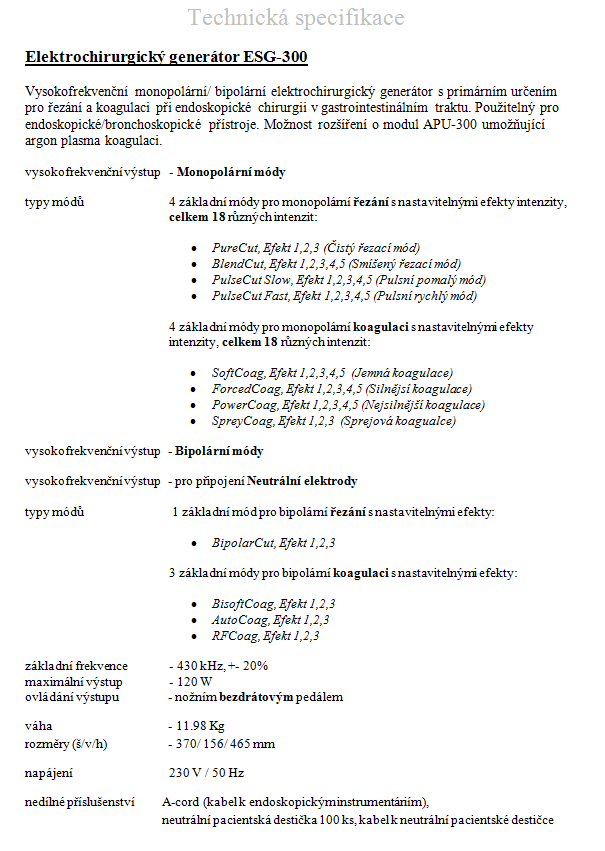 Technická specifikace
Elektrochirurgický generátor ESG-300
Vysokofrekvenční monopolární/ bipolární elektrochirurgický generátor s primárním určením
pro řezání a koagulaci při endoskopické chirurgii v gastrointestinálním traktu. Použitelný pro
endoskopické/bronchoskopické přístroje. Možnost rozšíření o modul APU-300 umožňující
argon plasma koagulaci.
vysokofrekvenční výstup - Monopolární módy
typy módů 4 základní módy pro monopolární řezání s nastavitelnými efekty intenzity,
celkem 18 různých intenzit:
• PureCut, Efekt 1,2,3 (Čistý řezací mód)
• BlendCut, Efekt 1,2,3,4,5 (Smíšený řezací mód)
• PulseCut Slow, Efekt 1,2,3,4,5 (Pulsní pomalý mód)
• PulseCut Fast, Efekt 1,2,3,4,5 (Pulsní rychlý mód)
4 základní módy pro monopolární koagulaci s nastavitelnými efekty
intenzity, celkem 18 různých intenzit:
• SoftCoag, Efekt 1,2,3,4,5 (Jemná koagulace)
• ForcedCoag, Efekt 1,2,3,4,5 (Silnější koagulace)
• PowerCoag, Efekt 1,2,3,4,5 (Nejsilnější koagulace)
• SpreyCoag, Efekt 1,2,3 (Sprejová koagualce)
vysokofrekvenční výstup - Bipolární módy
vysokofrekvenční výstup - pro připojení Neutrální elektrody
typy módů 1 základní mód pro bipolární řezání s nastavitelnými efekty:
• BipolarCut, Efekt 1,2,3
3 základní módy pro bipolární koagulaci s nastavitelnými efekty:
• BisoftCoag, Efekt 1,2,3
• AutoCoag, Efekt 1,2,3
• RFCoag, Efekt 1,2,3
základní frekvence - 430 kHz, +- 20%
maximální výstup - 120 W
ovládání výstupu - nožním bezdrátovým pedálem
váha - 11.98 Kg
rozměry (š/v/h) - 370/ 156/ 465 mm
napájení 230 V / 50 Hz
nedílné příslušenství A-cord (kabel k endoskopickým instrumentáriím),
neutrální pacientská destička 100 ks, kabel k neutrální pacientské destičce